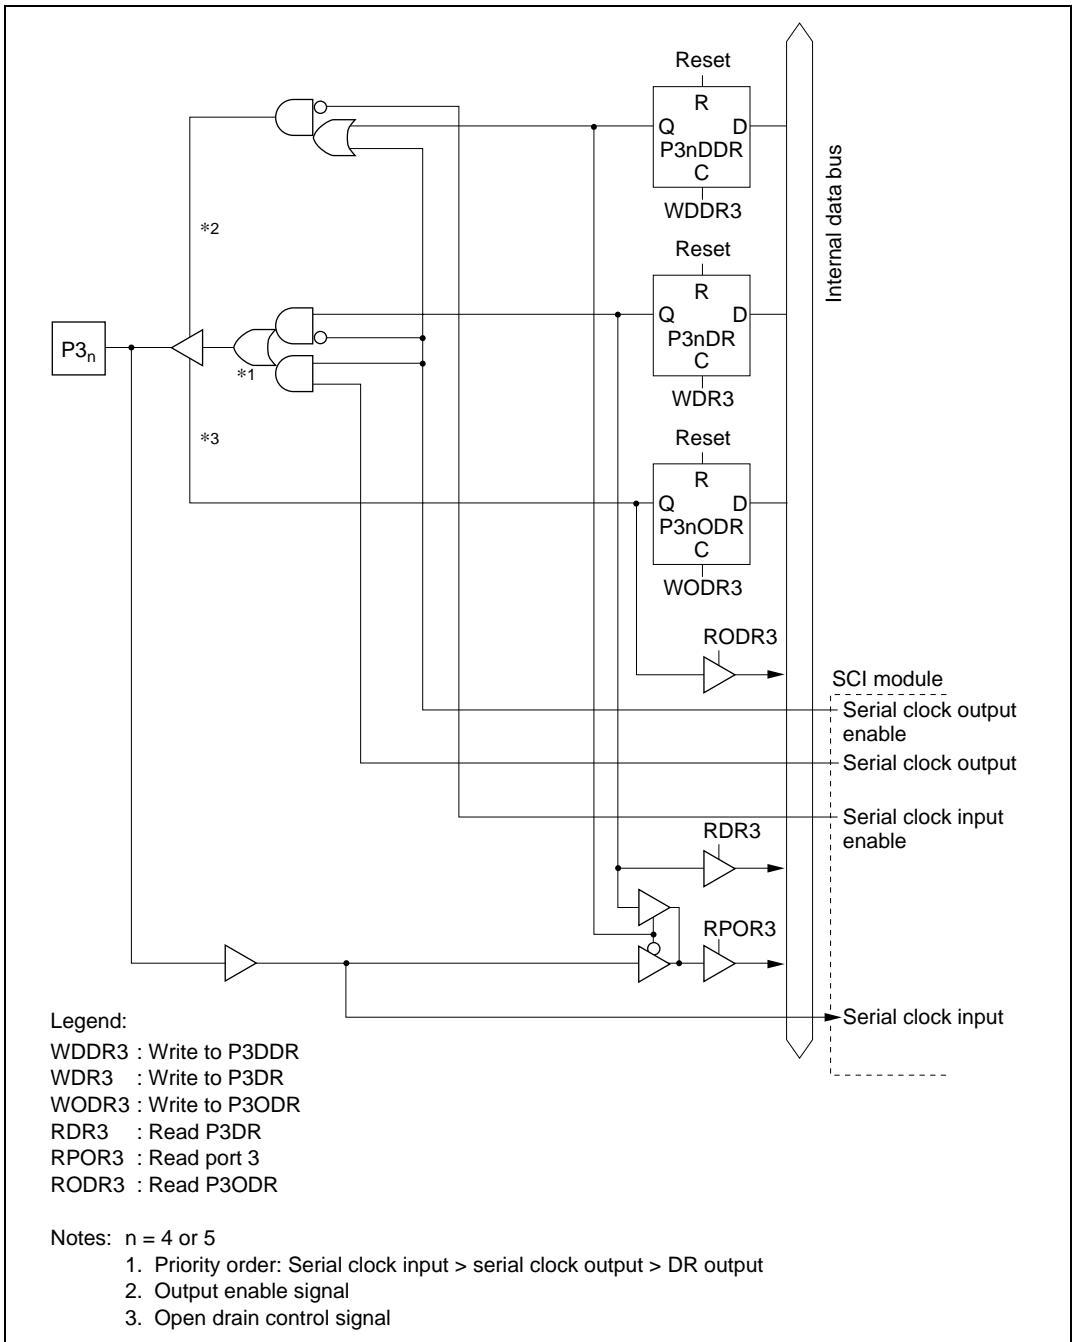 Reset
R
Q D
P3nDDR
C
WDDR3
Internal data bus
*2
Reset
R
Q D
P3nDR
C
WDR3
P3n
*1
*3
Reset
R
Q D
P3nODR
C
WODR3
RODR3
SCI module
Serial clock output
enable
Serial clock output
Serial clock input
enable
RDR3
RPOR3
Serial clock input
Legend:
WDDR3 : Write to P3DDR
WDR3 : Write to P3DR
WODR3 : Write to P3ODR
RDR3 : Read P3DR
RPOR3 : Read port 3
RODR3 : Read P3ODR
Notes: n = 4 or 5
1. Priority order: Serial clock input > serial clock output > DR output
2. Output enable signal
3. Open drain control signal